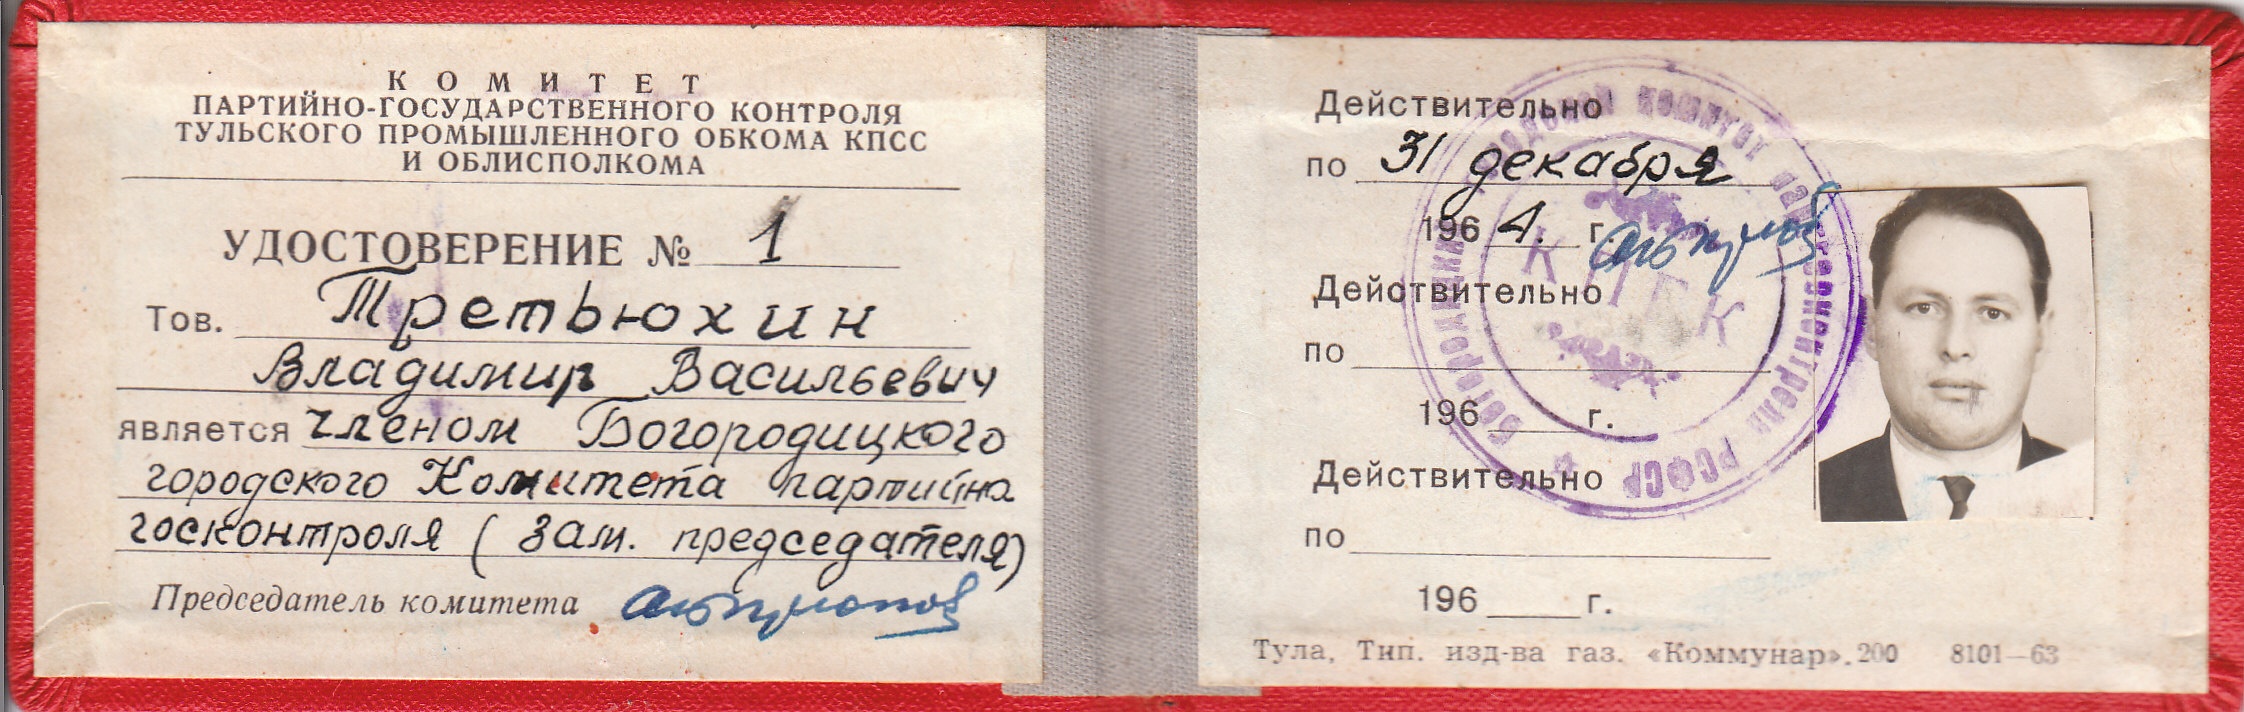 КОМИТЕТ
ПАРТИЙНО-ГОСУДАРСТВЕННОГО КОНТРОЛЯ
ТУЛЬСКОГО ПРОМЫШЛЕННОГО ОБКОМА КПСС
И ОБЛИСПОЛКОМА
УДОСТОВЕРЕНИЕ № 1
Тов. Третьюхин
Владимир Васильевич
является членом Богородицкого
городского Комитета партийно
госконтроля (зам. председателя)
Председатель комитета
Действительно
по 31 декабря
1964. г.
Действительно
по
196 г.
Действительно
по
196 г.
Тула, Тип. изд-ва газ. «Коммунар». 200 8101—63
КПГК
РСФСР